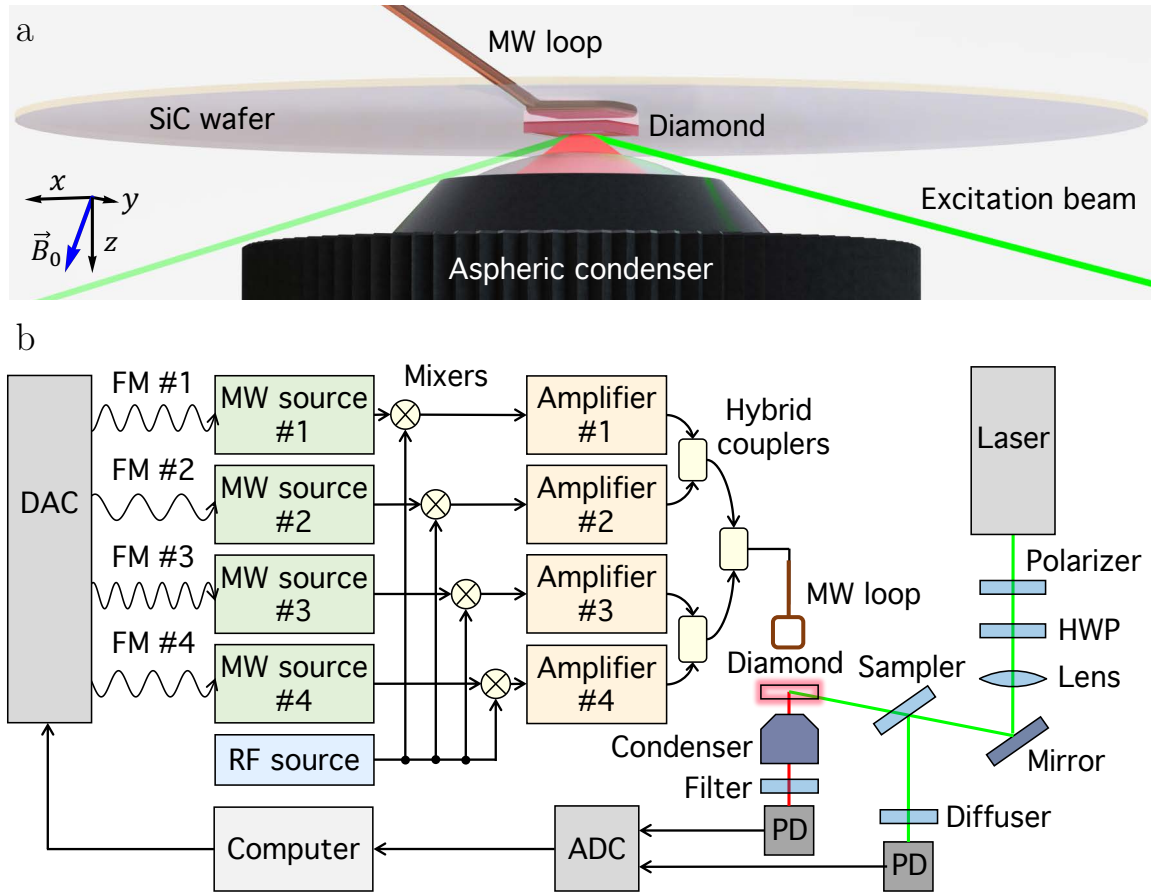 a
MW loop
SiC wafer
Diamond
x
y
z
B⃗₀
Excitation beam
Aspheric condenser
b
FM #1
FM #2
FM #3
FM #4
DAC
MW source
#1
MW source
#2
MW source
#3
MW source
#4
RF source
Mixers
Amplifier
#1
Amplifier
#2
Amplifier
#3
Amplifier
#4
Hybrid
couplers
MW loop
Laser
Polarizer
HWP
Lens
Mirror
Sampler
Diamond
Condenser
Filter
PD
Diffuser
PD
ADC
Computer